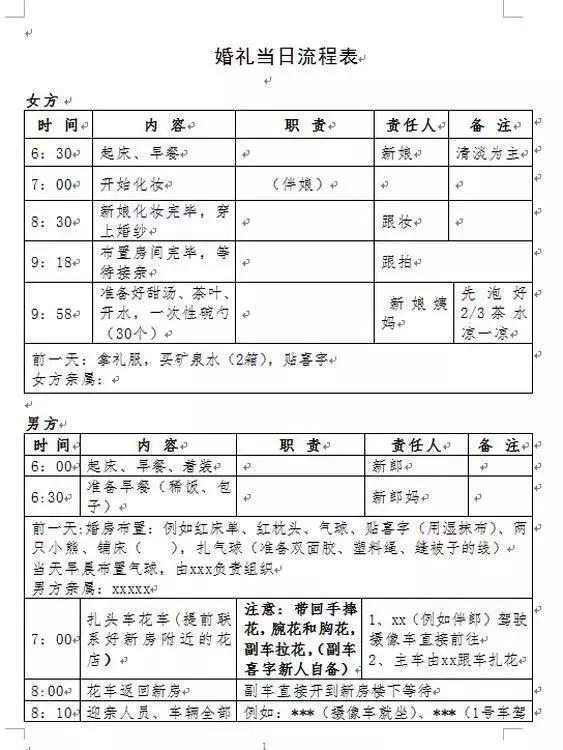 婚礼当日流程表
女方
时 间 内 容 职 责 责任人 备 注
6：30 起床、早餐 新娘 清淡为主
7：00 开始化妆 （伴娘）
8：30 新娘化妆完毕，穿上婚纱 跟妆
9：18 布置房间完毕，等待接亲 跟拍
9：58 准备好甜汤、茶叶、开水，一次性碗勺（30个） 新娘姨妈 先泡好2/3茶水凉一凉
前一天：拿礼服，买矿泉水（2箱），贴喜字
女方亲属：
男方
时 间 内 容 职 责 责任人 备 注
6：00 起床、早餐、着装 新郎
6:30 准备早餐（稀饭、包子） 新郎妈
前一天:婚房布置：例如红床单、红枕头、气球、贴喜字（用湿抹布）、两
只小熊、铺床（ ），扎气球（准备双面胶、塑料绳、缝被子的线）
当天早晨布置气球，由xxx负责组织
男方亲属：xxxxx
7：00 扎头车花车(提前联系好新房附近的花店） 注意：带回手捧花，腕花和胸花，副车拉花，（副车喜字新人自备） 1、xx（例如伴郎）驾驶摄像车直接前往
2、主车由xx跟车扎花
8:00 花车返回新房 副车直接开到新房楼下等待
8：10 迎亲人员、车辆全部 例如：***（摄像车就坐）、***（1号车驾
1